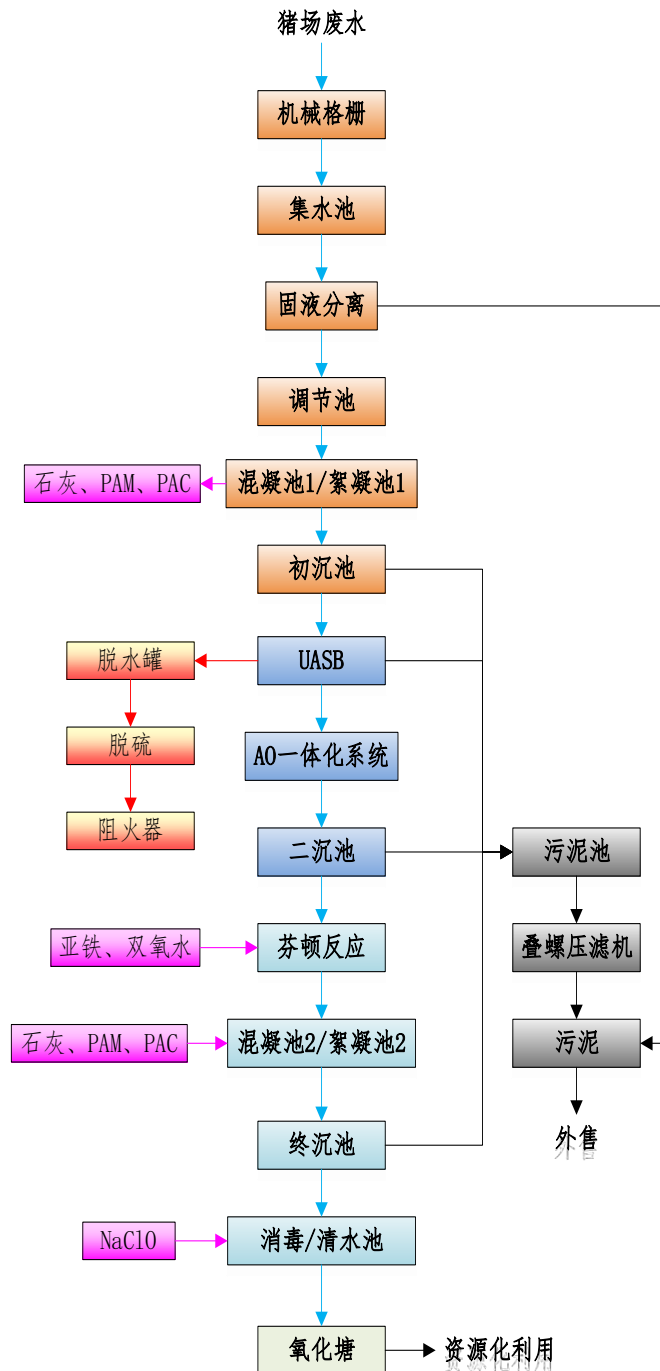 猪场废水
机械格栅
集水池
固液分离
调节池
石灰、PAM、PAC
混凝池1/絮凝池1
初沉池
脱水罐
UASB
脱硫
AO一体化系统
阻火器
二沉池
污泥池
亚铁、双氧水
芬顿反应
叠螺压滤机
石灰、PAM、PAC
混凝池2/絮凝池2
污泥
终沉池
外售
NaClO
消毒/清水池
氧化塘
资源化利用